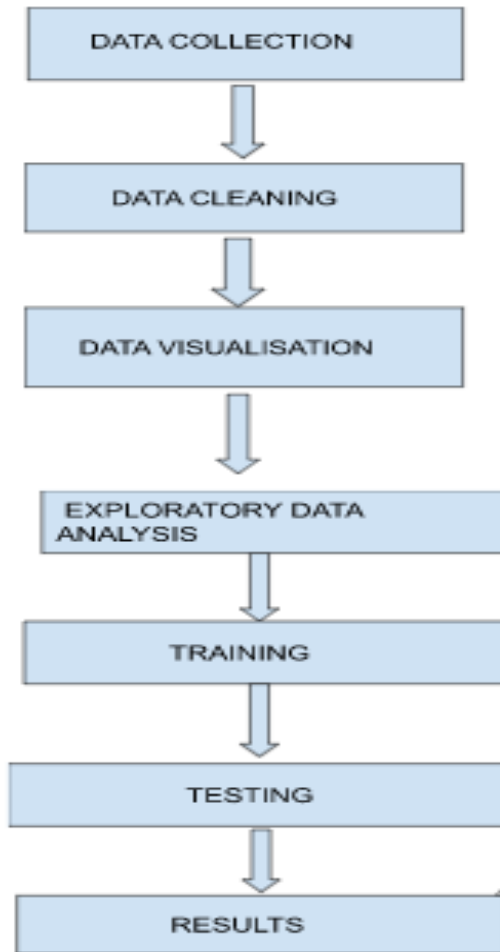 DATA COLLECTION
DATA CLEANING
DATA VISUALISATION
EXPLORATORY DATA
ANALYSIS
TRAINING
TESTING
RESULTS